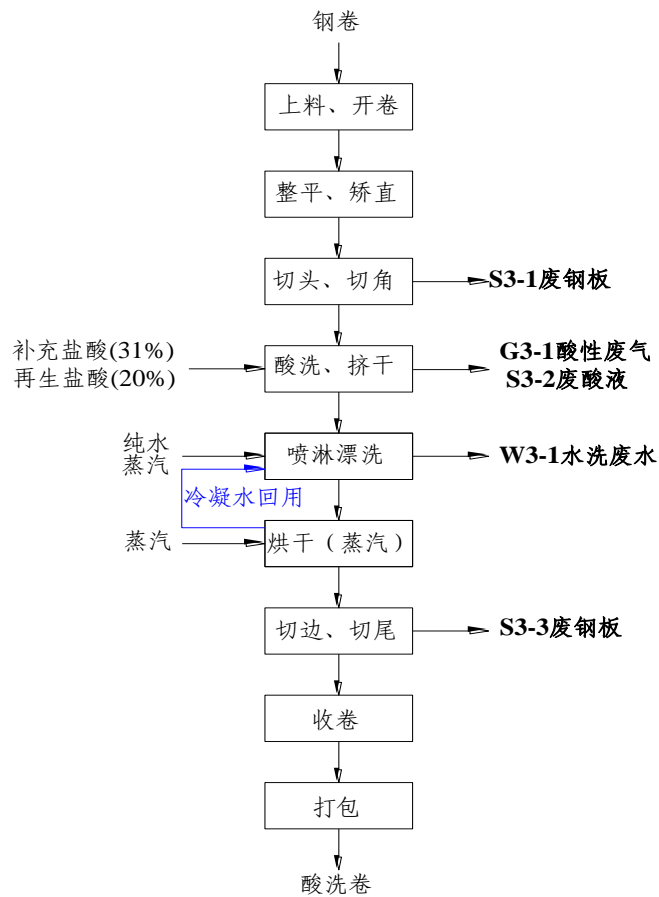 钢卷
上料、开卷
整平、矫直
切头、切角
S3-1废钢板
补充盐酸(31%)
再生盐酸(20%)
酸洗、挤干
G3-1酸性废气
S3-2废酸液
纯水
蒸汽
喷淋漂洗
W3-1水洗废水
冷凝水回用
蒸汽
烘干（蒸汽）
切边、切尾
S3-3废钢板
收卷
打包
酸洗卷